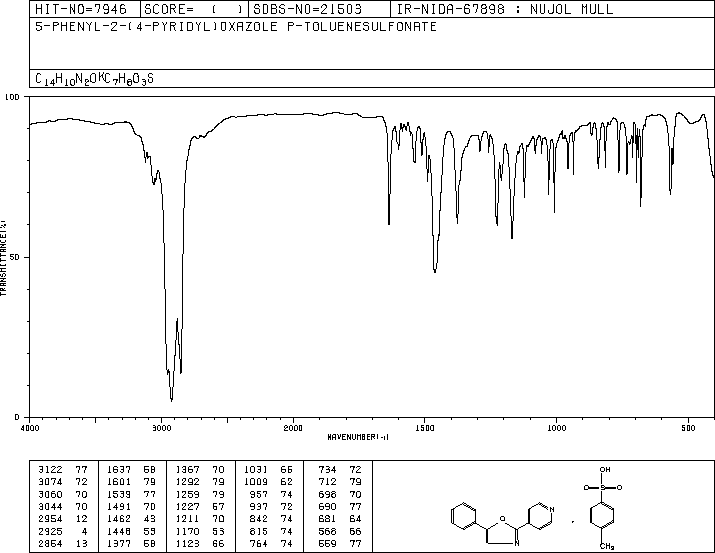 HIT-NO=7946 SCORE= ( ) SDBS-NO=21503 IR-NIDA-67898 : NUJOL MULL
5-PHENYL-2-(4-PYRIDYL)OXAZOLE P-TOLUENESULFONATE
C14H10N2O·C7H8O3S
100
50
0
TRANSMITTANCE(%)
4000 3000 2000 1500 1000 500
WAVENUMBER(-1)
3122 77 1637 58 1367 70 1031 66 734 72
3074 72 1601 79 1292 79 1009 62 712 79
3060 70 1539 77 1259 79 957 74 698 70
3044 70 1491 70 1227 57 937 72 690 77
2954 12 1462 43 1211 70 842 74 681 64
2925 4 1448 55 1170 53 815 74 568 66
2854 13 1377 58 1123 66 764 74 559 77
N
O
N
OH
O S O
CH3